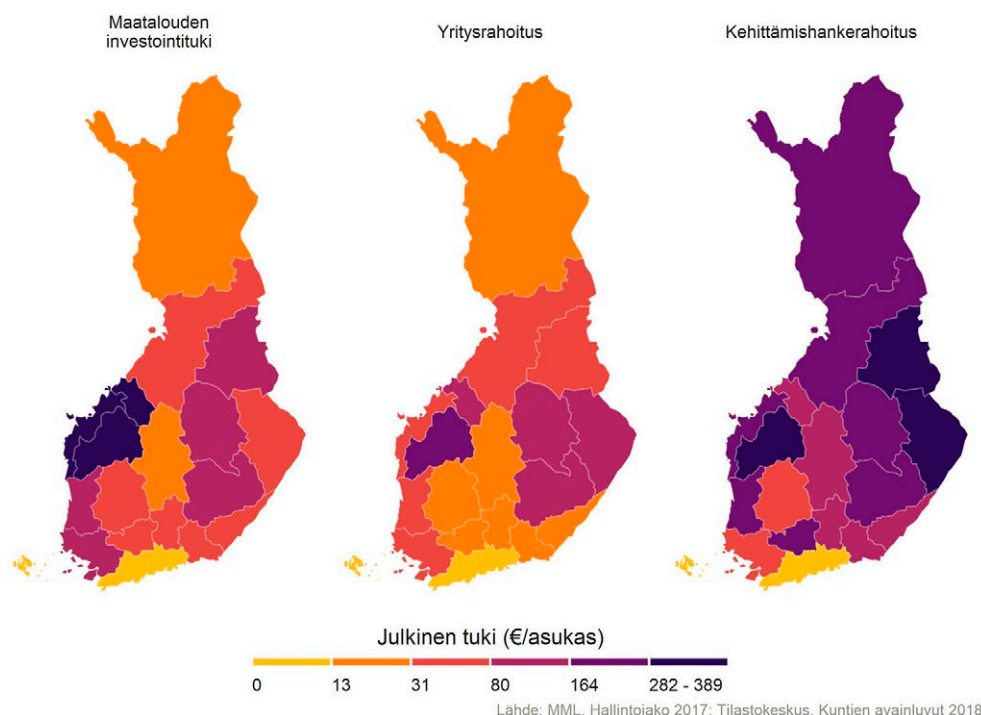 Maatalouden
investointituki
Yritysrahoitus
Kehittämishankerahoitus
Julkinen tuki (€/asukas)
0 13 31 80 164 282 - 389
Lähde: MML, Hallintojako 2017; Tilastokeskus, Kuntien avainluvut 2018